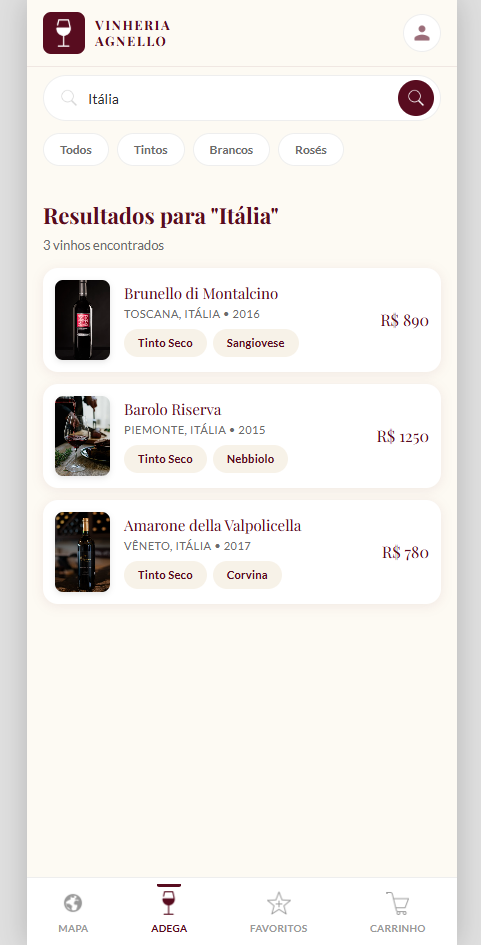 VINHERIA
AGNELLO
Itália
Todos Tintos Brancos Rosés
Resultados para "Itália"
3 vinhos encontrados
Brunello di Montalcino
TOSCANA, ITÁLIA • 2016
R$ 890
Tinto Seco Sangiovese
Barolo Riserva
PIEMONTE, ITÁLIA • 2015
R$ 1250
Tinto Seco Nebbiolo
Amarone della Valpolicella
VÊNETO, ITÁLIA • 2017
R$ 780
Tinto Seco Corvina
MAPA ADEGA FAVORITOS CARRINHO